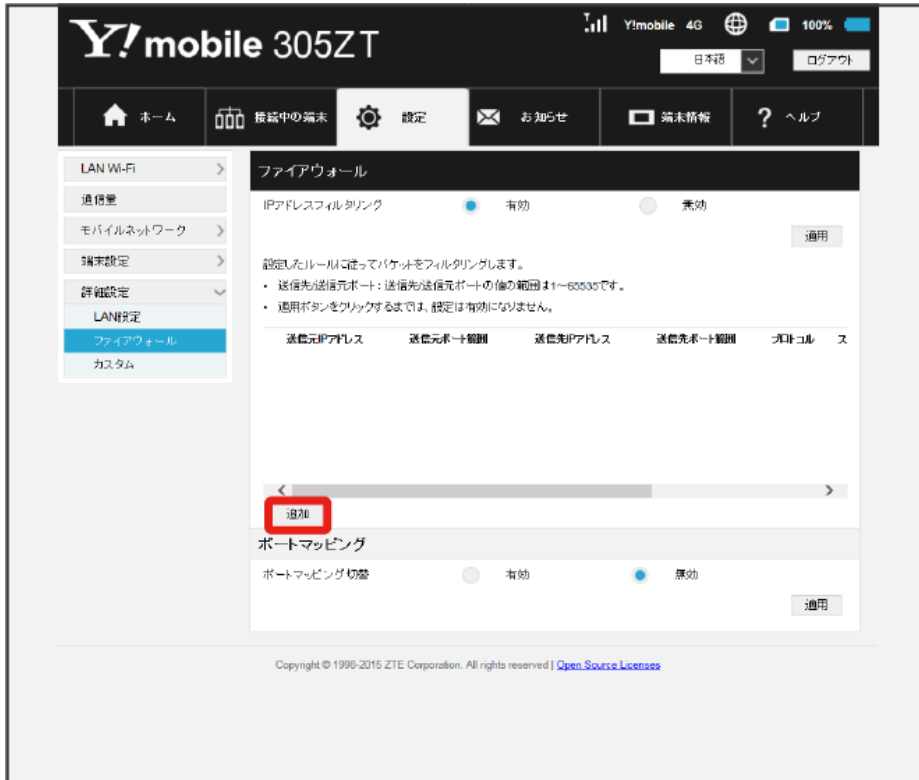 Y! mobile 305ZT
Y!mobile 4G 100%
日本語 ログアウト
ホーム 接続中の端末 設定 お知らせ 端末情報 ? ヘルプ
LAN Wi-Fi
通信量
モバイルネットワーク
端末設定
詳細設定
LAN設定
ファイアウォール
カスタム
ファイアウォール
IPアドレスフィルタリング 有効 無効
適用
設定したルールに従ってパケットをフィルタリングします。
• 送信先/送信元ポート：送信先/送信元ポートの値の範囲は1～65535です。
• 適用ボタンをクリックするまでは、設定は有効になりません。
送信元IPアドレス 送信元ポート範囲 送信先IPアドレス 送信先ポート範囲 プロトコル ス
追加
ポートマッピング
ポートマッピング切替 有効 無効
適用
Copyright © 1998-2015 ZTE Corporation. All rights reserved | Open Source Licenses